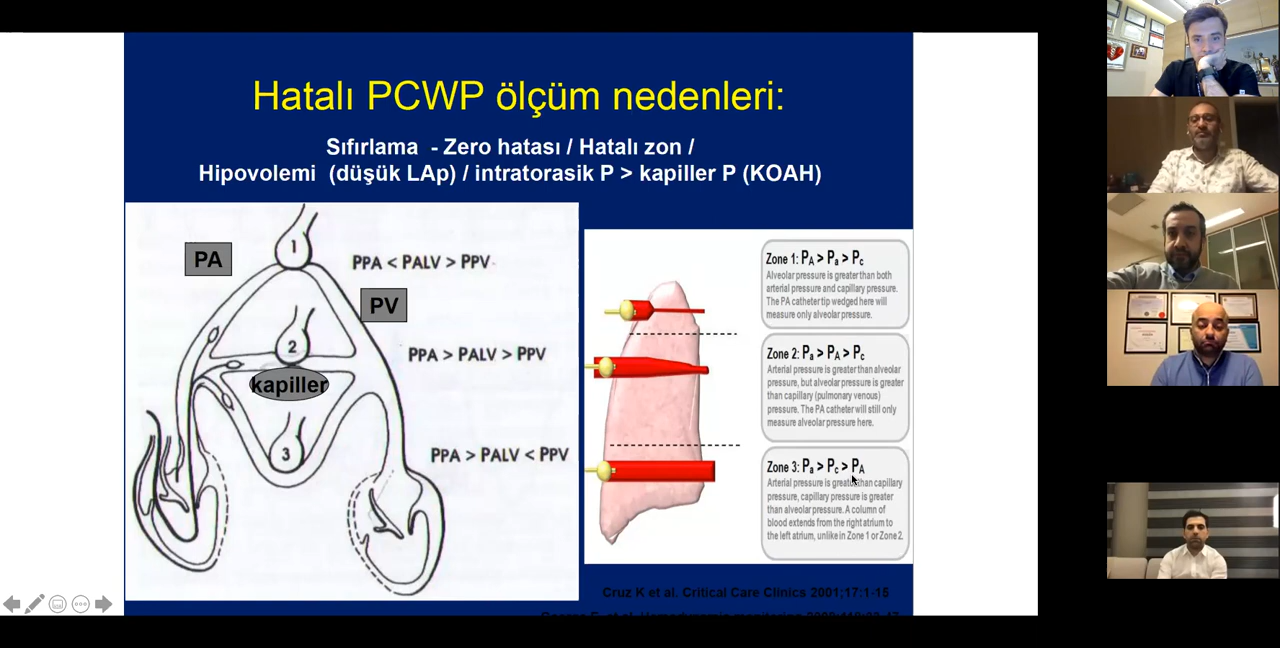 Hatalı PCWP ölçüm nedenleri:
Sıfırlama - Zero hatası / Hatalı zon /
Hipovolemi (düşük LAp) / intratorasik P > kapiller P (KOAH)
PA
1
PPA < PALV > PPV
PV
2
PPA > PALV > PPV
kapiller
3
PPA > PALV < PPV
Zone 1: PA > Pa > Pc
Alveolar pressure is greater than both
arterial pressure and capillary pressure.
The PA catheter tip wedged here will
measure only alveolar pressure.
Zone 2: Pa > PA > Pc
Arterial pressure is greater than alveolar
pressure, but alveolar pressure is greater
than capillary (pulmonary venous)
pressure. The PA catheter will still only
measure alveolar pressure here.
Zone 3: Pa > Pc > PA
Arterial pressure is greater than capillary
pressure, capillary pressure is greater
than alveolar pressure. A column of
blood extends from the right atrium to
the left atrium, unlike in Zone 1 or Zone 2.
Cruz K et al. Critical Care Clinics 2001;17:1-15